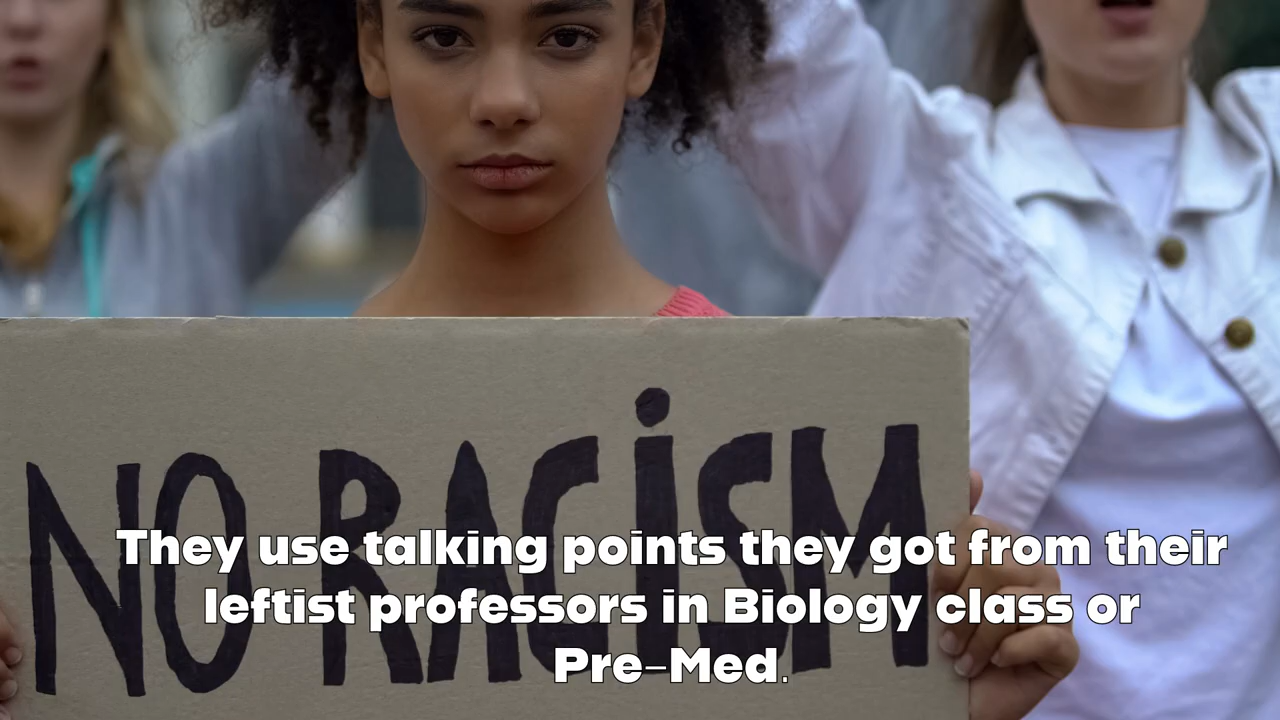 NO RACiSM
They use talking points they got from their
leftist professors in Biology class or
Pre-Med.